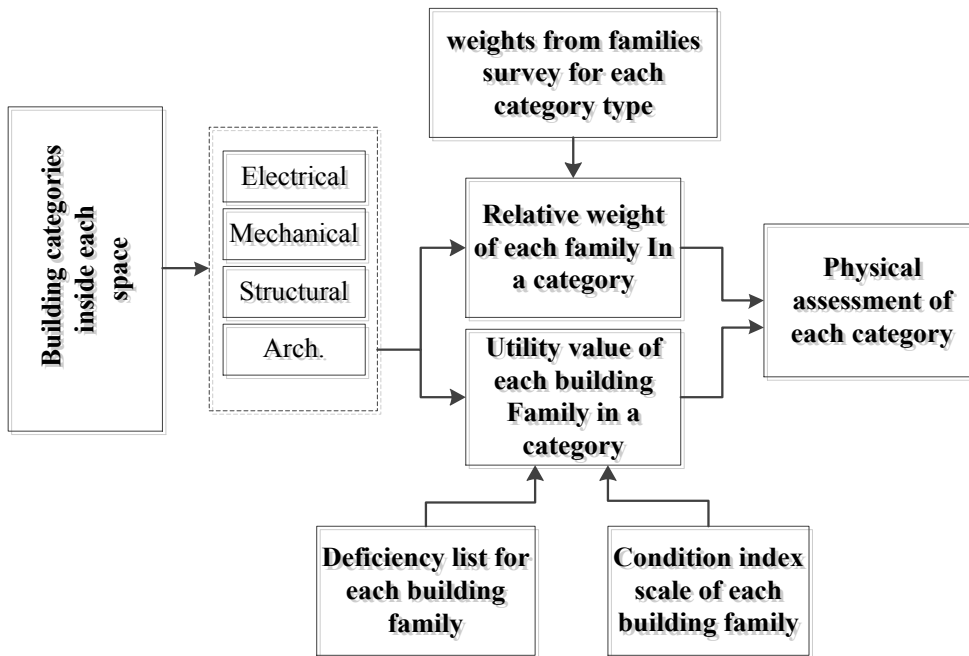 Building categories
inside each
space
Electrical
Mechanical
Structural
Arch.
weights from families
survey for each
category type
Relative weight
of each family In
a category
Utility value of
each building
Family in a
category
Deficiency list for
each building
family
Condition index
scale of each
building family
Physical
assessment of
each category